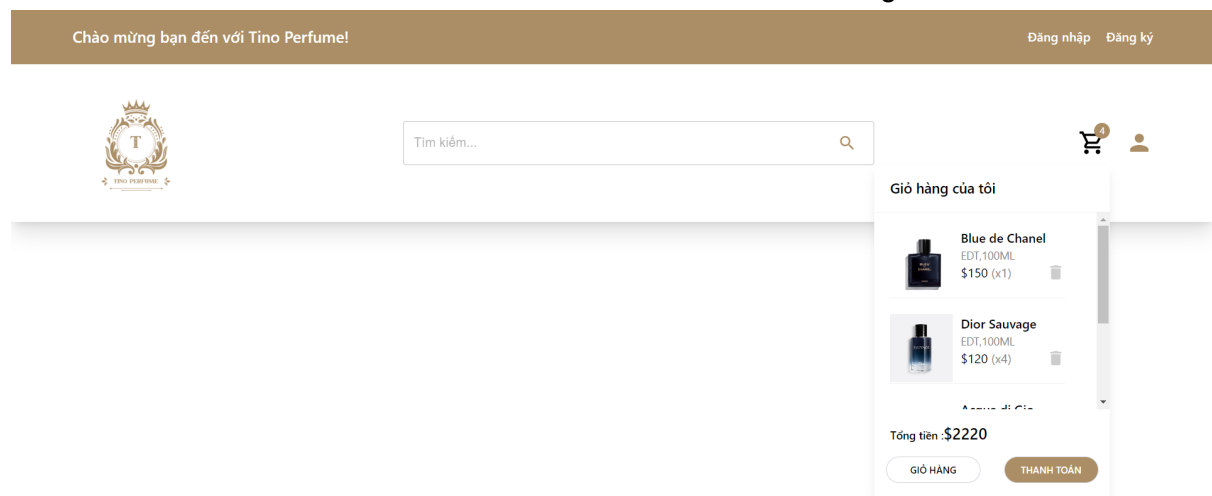 Chào mừng bạn đến với Tino Perfume!
Đăng nhập Đăng ký
T
TINO PERFUME
Tìm kiếm...
4
Giỏ hàng của tôi
Blue de Chanel
EDT,100ML
$150 (x1)
Dior Sauvage
EDT,100ML
$120 (x4)
Tổng tiền :$2220
GIỎ HÀNG
THANH TOÁN